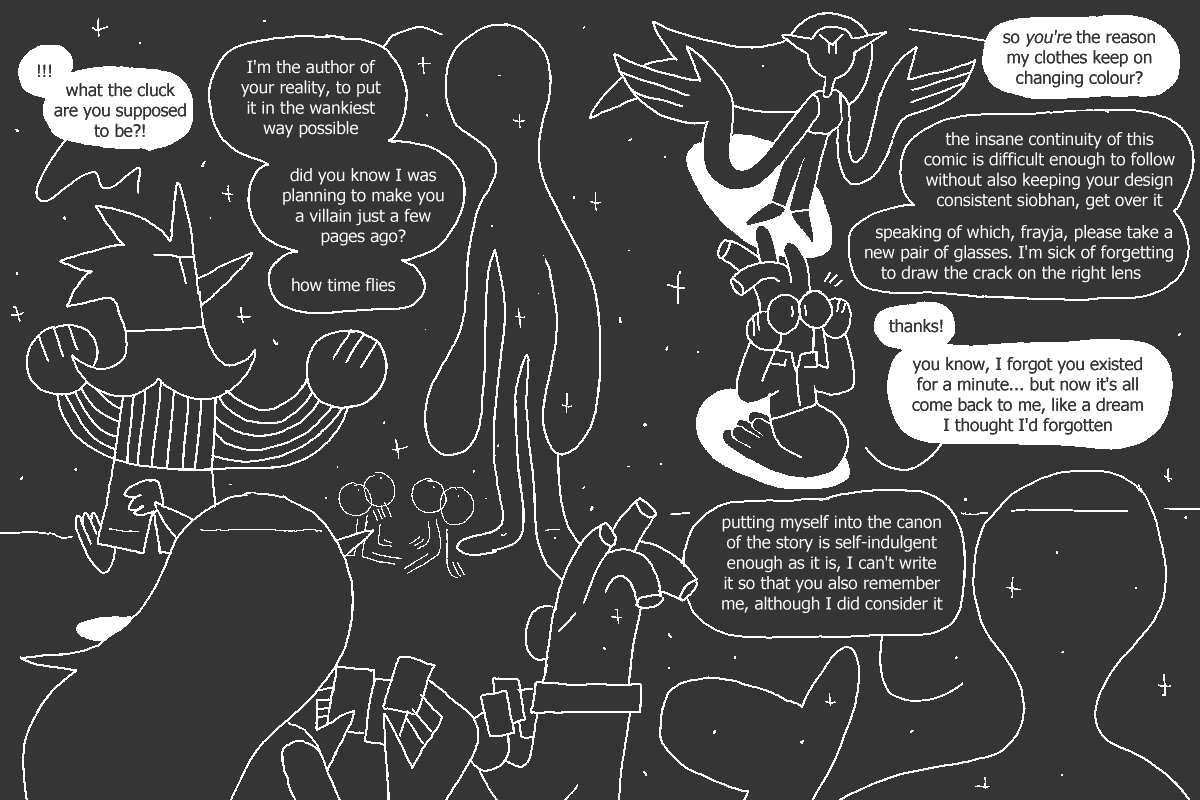 !!!
what the cluck
are you supposed
to be?!
I'm the author of
your reality, to put
it in the wankiest
way possible
did you know I was
planning to make you
a villain just a few
pages ago?
how time flies
so you're the reason
my clothes keep on
changing colour?
the insane continuity of this
comic is difficult enough to follow
without also keeping your design
consistent siobhan, get over it
speaking of which, frayja, please take a
new pair of glasses. I'm sick of forgetting
to draw the crack on the right lens
thanks!
you know, I forgot you existed
for a minute... but now it's all
come back to me, like a dream
I thought I'd forgotten
putting myself into the canon
of the story is self-indulgent
enough as it is, I can't write
it so that you also remember
me, although I did consider it